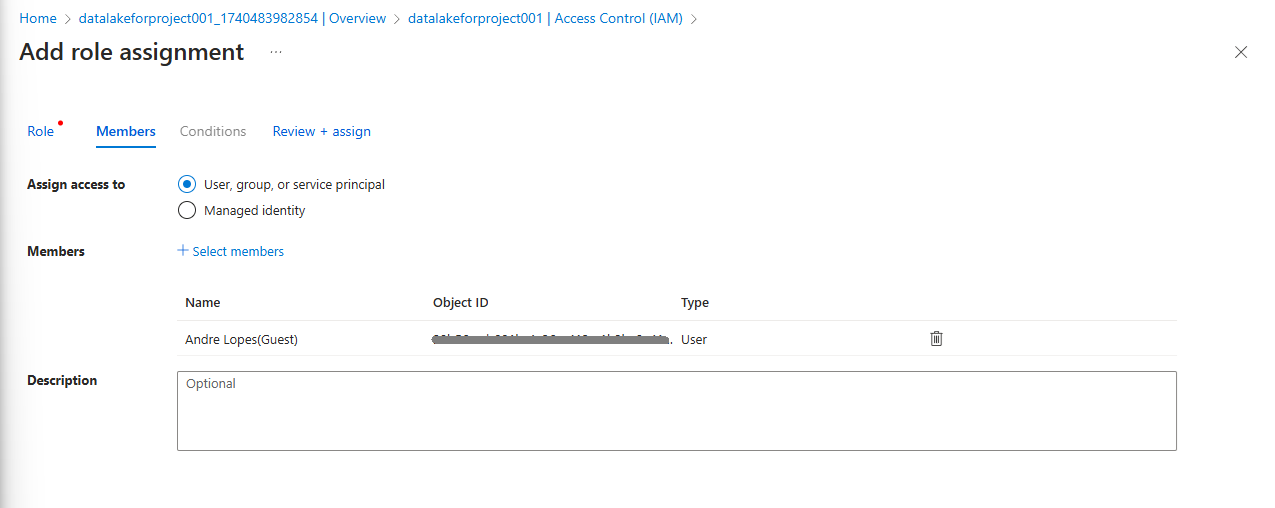 Home > datalakeforproject001_1740483982854 | Overview > datalakeforproject001 | Access Control (IAM) >
Add role assignment ...
Role Members Conditions Review + assign
Assign access to User, group, or service principal
Managed identity
Members + Select members
Name Object ID Type
Andre Lopes(Guest) User
Description Optional